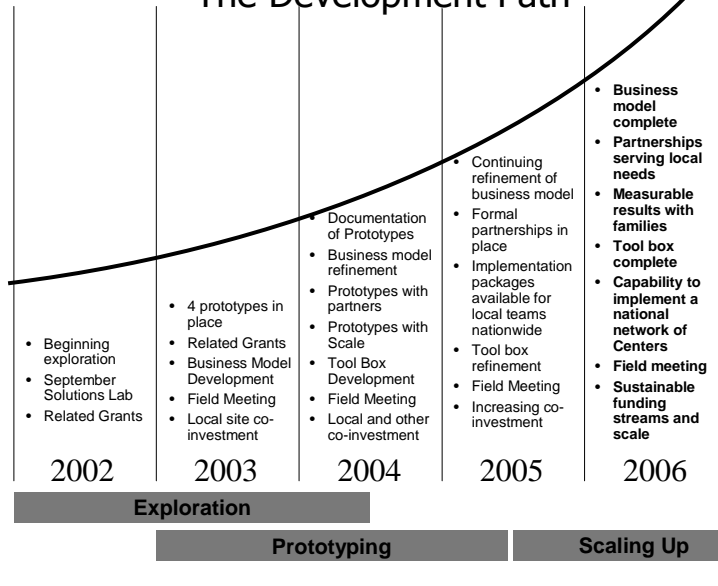 The Development Path
• Beginning
exploration
• September
Solutions Lab
• Related Grants
• 4 prototypes in
place
• Related Grants
• Business Model
Development
• Field Meeting
• Local site co-
investment
• Documentation
of Prototypes
• Business model
refinement
• Prototypes with
partners
• Prototypes with
Scale
• Tool Box
Development
• Field Meeting
• Local and other
co-investment
• Continuing
refinement of
business model
• Formal
partnerships in
place
• Implementation
packages
available for
local teams
nationwide
• Tool box
refinement
• Field Meeting
• Increasing co-
investment
• Business
model
complete
• Partnerships
serving local
needs
• Measurable
results with
families
• Tool box
complete
• Capability to
implement a
national
network of
Centers
• Field meeting
• Sustainable
funding
streams and
scale
2002 2003 2004 2005 2006
Exploration
Prototyping Scaling Up